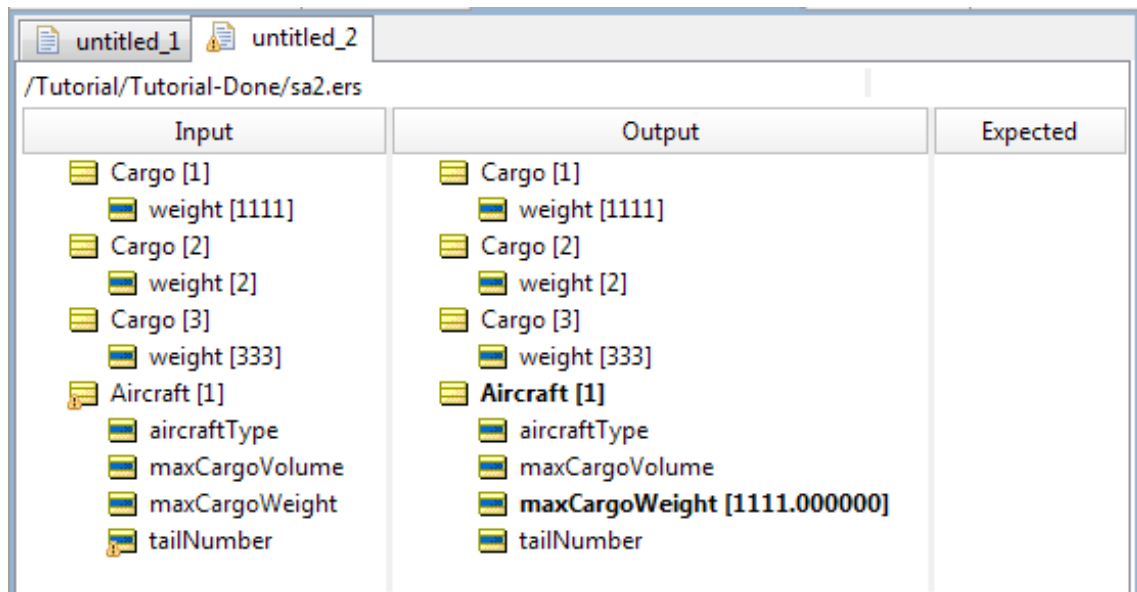 untitled_1 untitled_2
/Tutorial/Tutorial-Done/sa2.ers
Input Output Expected
Cargo [1] Cargo [1]
weight [1111] weight [1111]
Cargo [2] Cargo [2]
weight [2] weight [2]
Cargo [3] Cargo [3]
weight [333] weight [333]
Aircraft [1] Aircraft [1]
aircraftType aircraftType
maxCargoVolume maxCargoVolume
maxCargoWeight maxCargoWeight [1111.000000]
tailNumber tailNumber